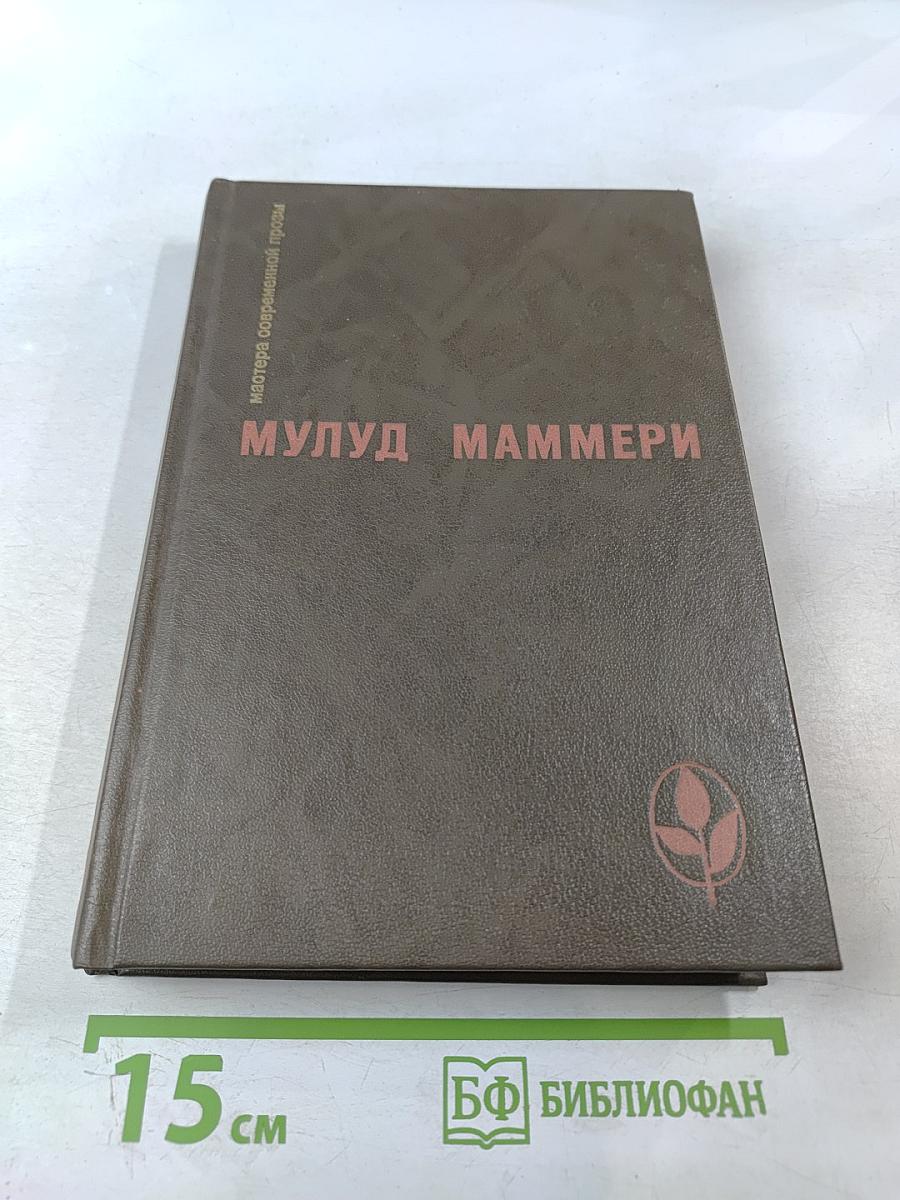 мастера современной прозы
МУЛУД МАММЕРИ
15 см
БФ БИБЛИОФАН